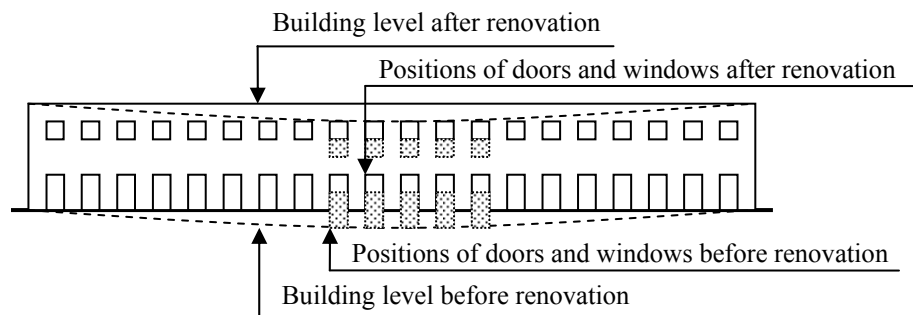 Building level after renovation
Positions of doors and windows after renovation
Positions of doors and windows before renovation
Building level before renovation